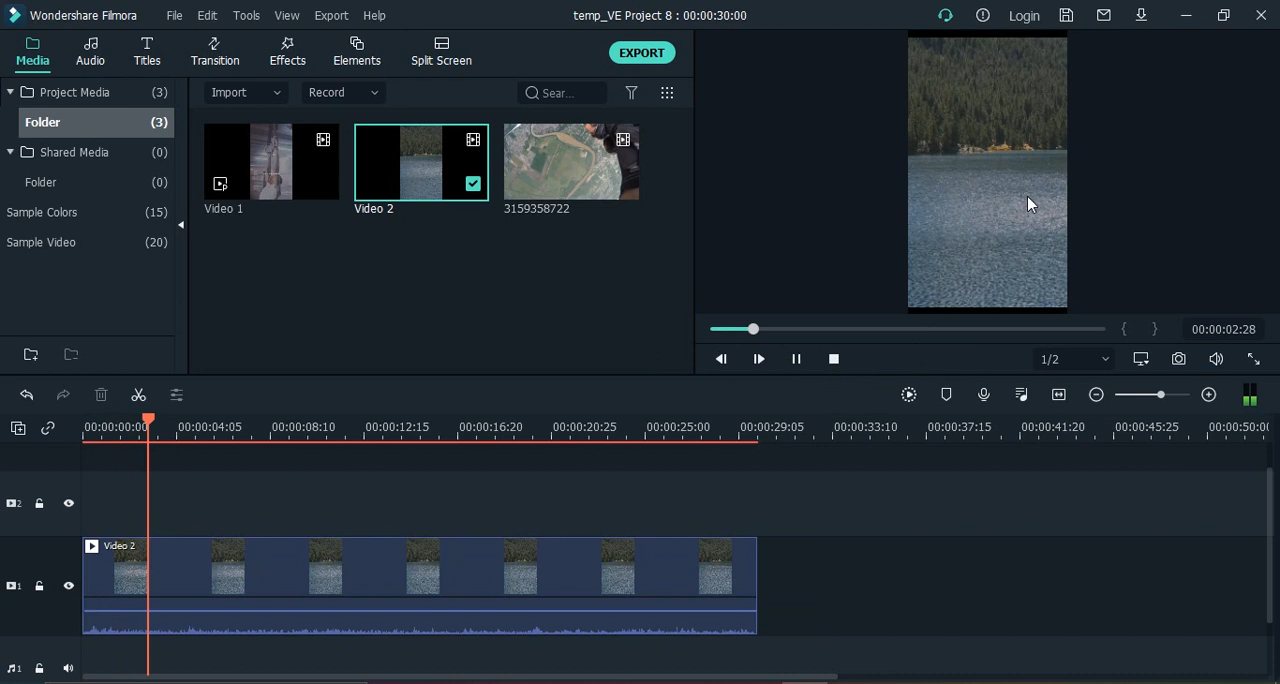 Wondershare Filmora File Edit Tools View Export Help temp_VE Project 8 : 00:00:30:00 Login
Media Audio Titles Transition Effects Elements Split Screen EXPORT
Project Media (3)
Folder (3)
Shared Media (0)
Folder (0)
Sample Colors (15)
Sample Video (20)
Import Record Sear...
Video 1 Video 2 3159358722
{ } 00:00:02:28
1/2
00:00:00:00 00:00:04:05 00:00:08:10 00:00:12:15 00:00:16:20 00:00:20:25 00:00:25:00 00:00:29:05 00:00:33:10 00:00:37:15 00:00:41:20 00:00:45:25 00:00:50:0
2
Video 2
1
1